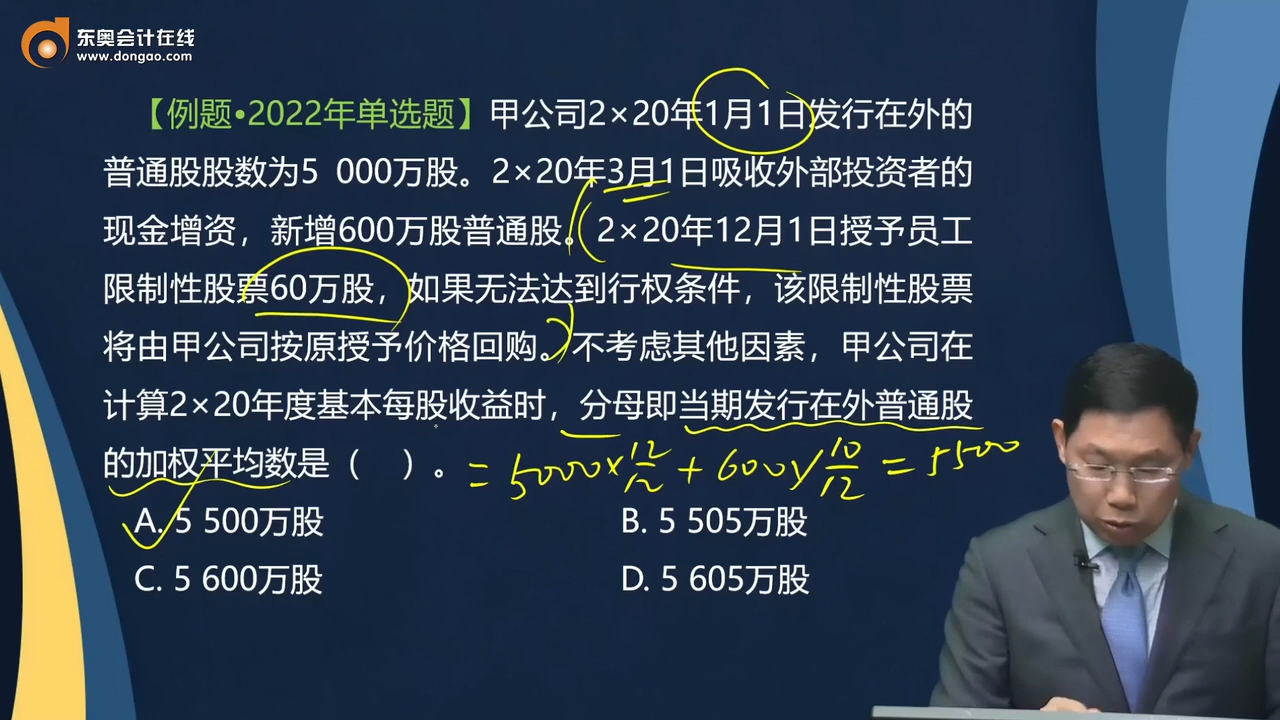 东奥会计在线
www.dongao.com
【例题•2022年单选题】甲公司2×20年1月1日发行在外的
普通股股数为5 000万股。2×20年3月1日吸收外部投资者的
现金增资，新增600万股普通股。2×20年12月1日授予员工
限制性股票60万股，如果无法达到行权条件，该限制性股票
将由甲公司按原授予价格回购。不考虑其他因素，甲公司在
计算2×20年度基本每股收益时，分母即当期发行在外普通股
的加权平均数是（ ）。= 5000×12/12 + 600×10/12 = 5500
A. 5 500万股 B. 5 505万股
C. 5 600万股 D. 5 605万股